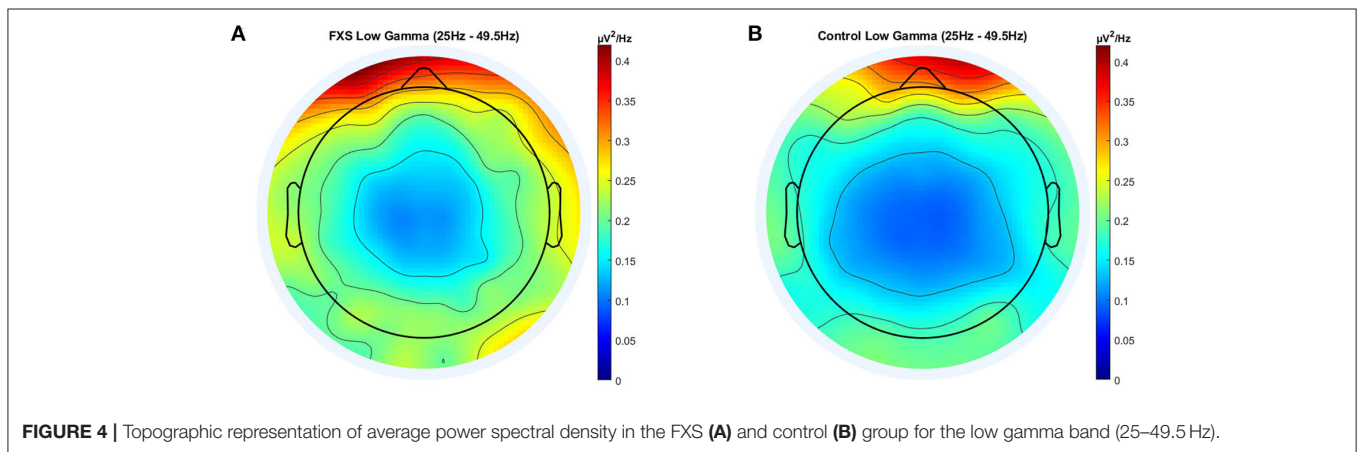 A
FXS Low Gamma (25Hz - 49.5Hz)
µV²/Hz
0.4
0.35
0.3
0.25
0.2
0.15
0.1
0.05
0
B
Control Low Gamma (25Hz - 49.5Hz)
µV²/Hz
0.4
0.35
0.3
0.25
0.2
0.15
0.1
0.05
0
FIGURE 4 | Topographic representation of average power spectral density in the FXS (A) and control (B) group for the low gamma band (25–49.5 Hz).